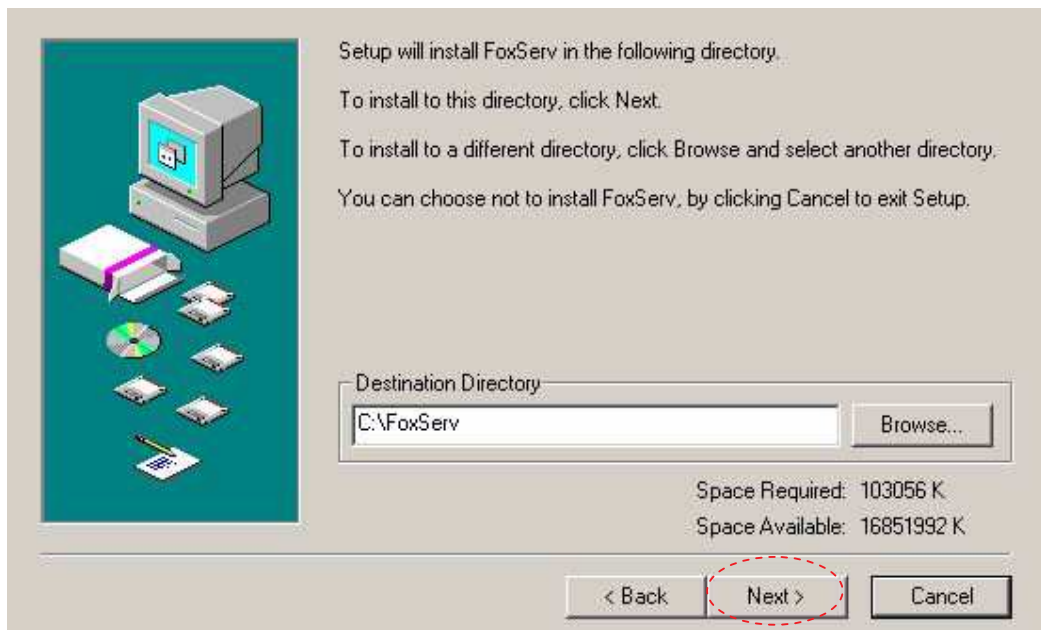 Setup will install FoxServ in the following directory.
To install to this directory, click Next.
To install to a different directory, click Browse and select another directory.
You can choose not to install FoxServ, by clicking Cancel to exit Setup.
Destination Directory
C:\FoxServ
Browse...
Space Required: 103056 K
Space Available: 16851992 K
< Back
Next >
Cancel